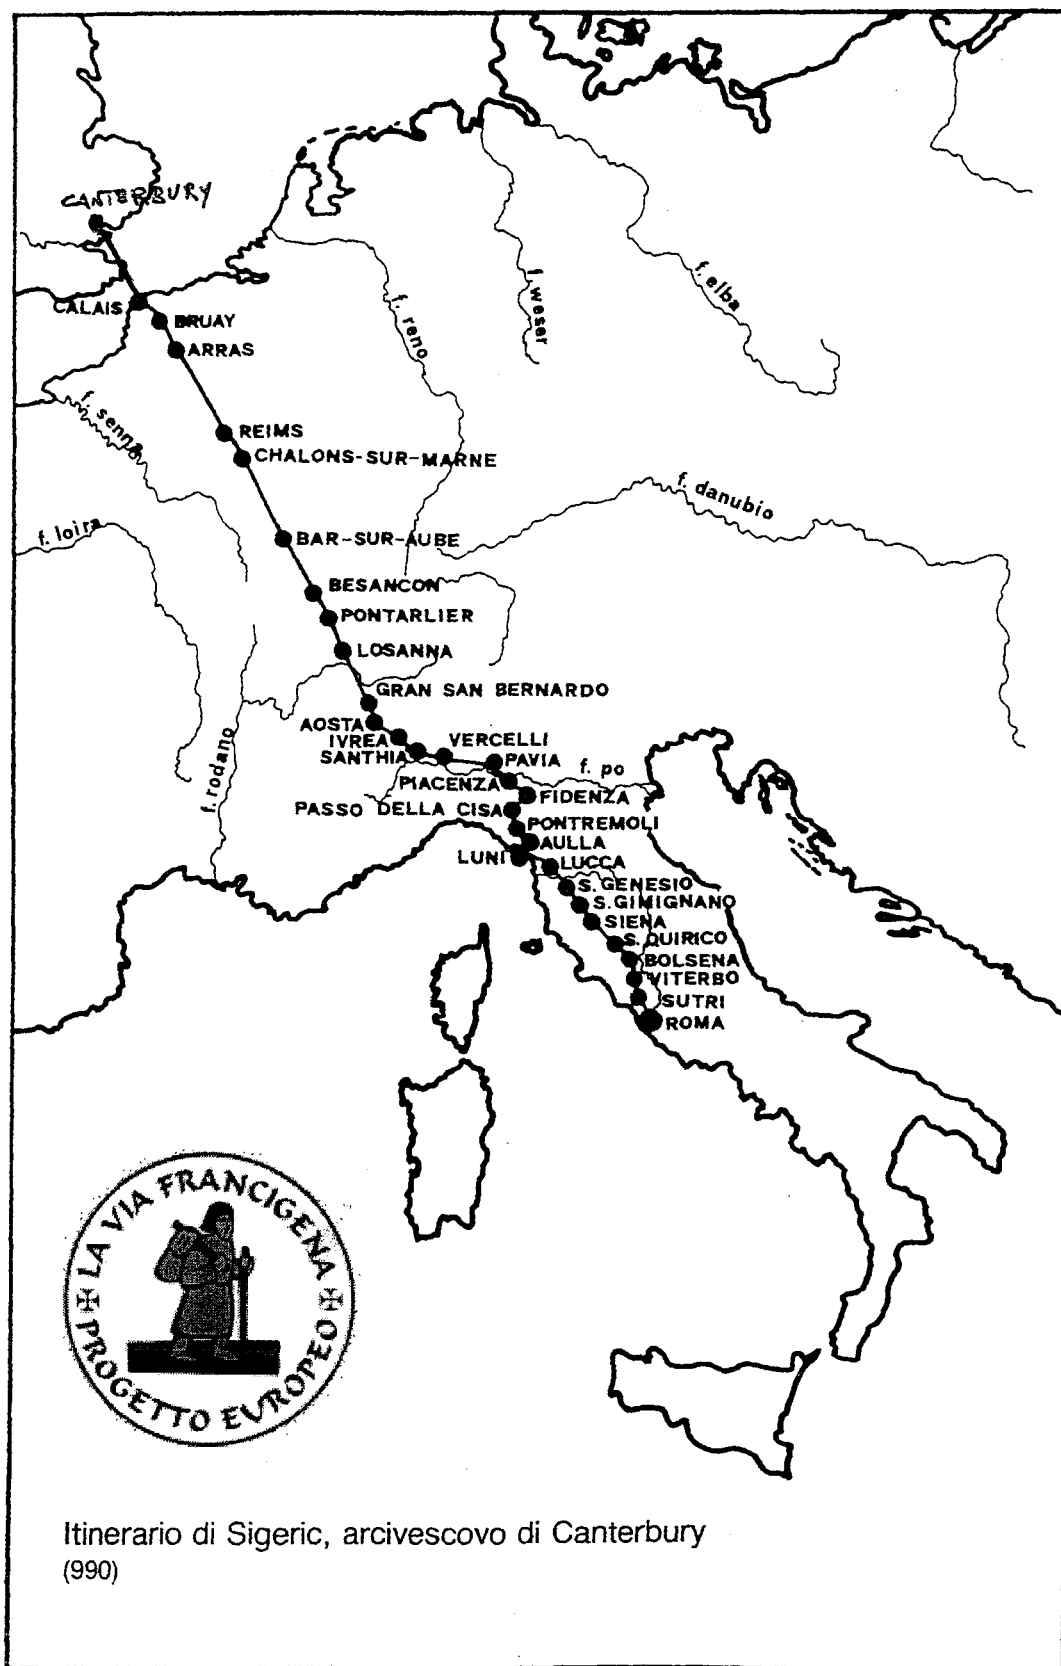 CANTERBURY
CALAIS
BRUAY
ARRAS
f. reno
f. weser
f. elba
f. senna
REIMS
CHALONS-SUR-MARNE
f. loira
f. danubio
BAR-SUR-AUBE
BESANCON
PONTARLIER
LOSANNA
GRAN SAN BERNARDO
AOSTA
IVREA
SANTHIA
VERCELLI
PAVIA
f. po
f. rodano
PIACENZA
FIDENZA
PASSO DELLA CISA
PONTREMOLI
AULLA
LUNI
LUCCA
S. GENESIO
S. GIMIGNANO
SIENA
S. QUIRICO
BOLSENA
VITERBO
SUTRI
ROMA
LA VIA FRANCIGENA
PROGETTO EVROPEO
Itinerario di Sigeric, arcivescovo di Canterbury
(990)